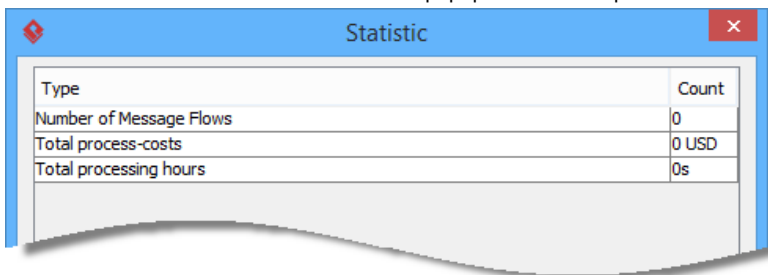 Statistic
Type Count
Number of Message Flows 0
Total process-costs 0 USD
Total processing hours 0s